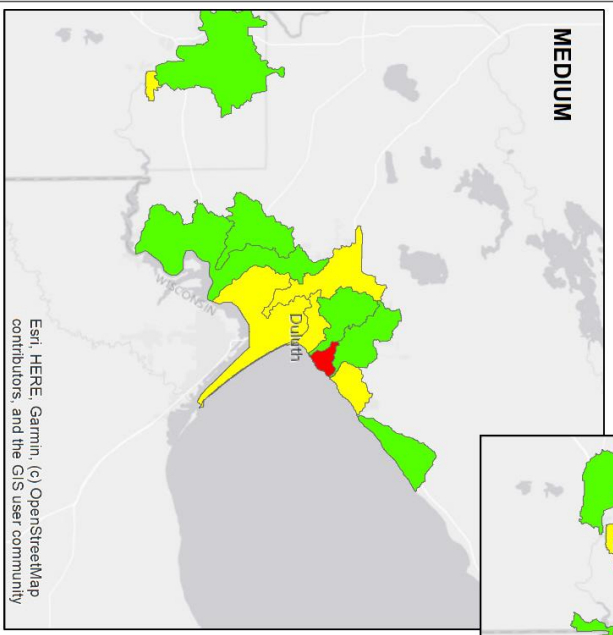 MEDIUM
WISCONSIN
Duluth
Esri, HERE, Garmin, (c) OpenStreetMap
contributors, and the GIS user community